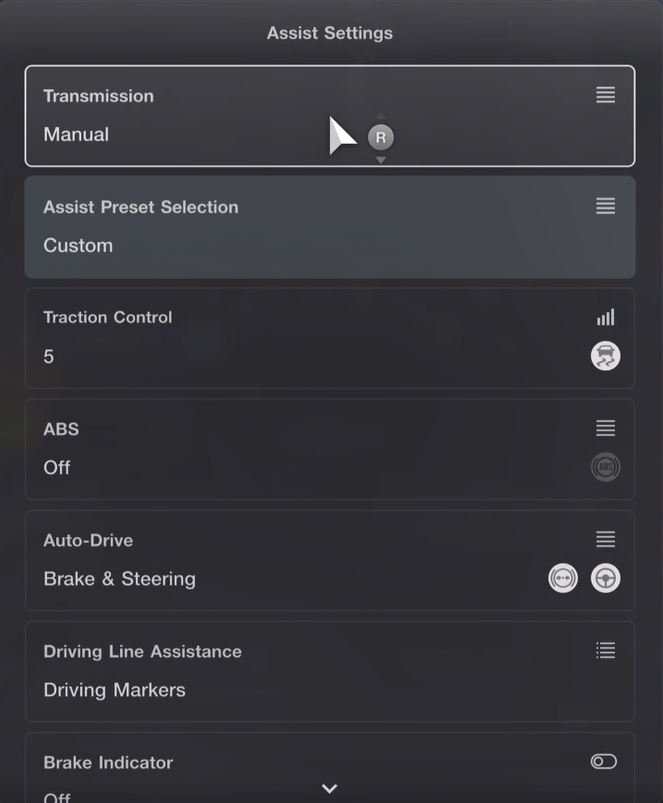 Assist Settings
Transmission
Manual
R
Assist Preset Selection
Custom
Traction Control
5
ABS
Off
ABS
Auto-Drive
Brake & Steering
Driving Line Assistance
Driving Markers
Brake Indicator
Off